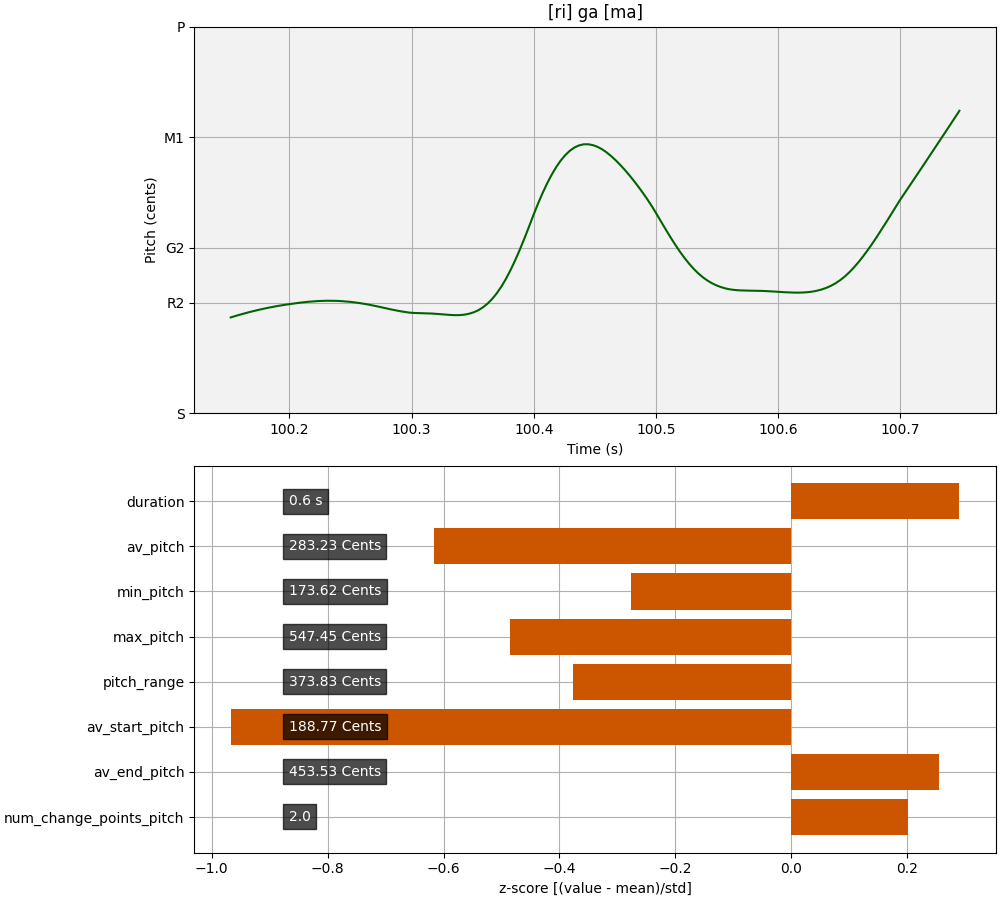 [ri] ga [ma]
P
M1
G2
R2
S
Pitch (cents)
100.2 100.3 100.4 100.5 100.6 100.7
Time (s)
duration 0.6 s
av_pitch 283.23 Cents
min_pitch 173.62 Cents
max_pitch 547.45 Cents
pitch_range 373.83 Cents
av_start_pitch 188.77 Cents
av_end_pitch 453.53 Cents
num_change_points_pitch 2.0
−1.0 −0.8 −0.6 −0.4 −0.2 0.0 0.2
z-score [(value - mean)/std]